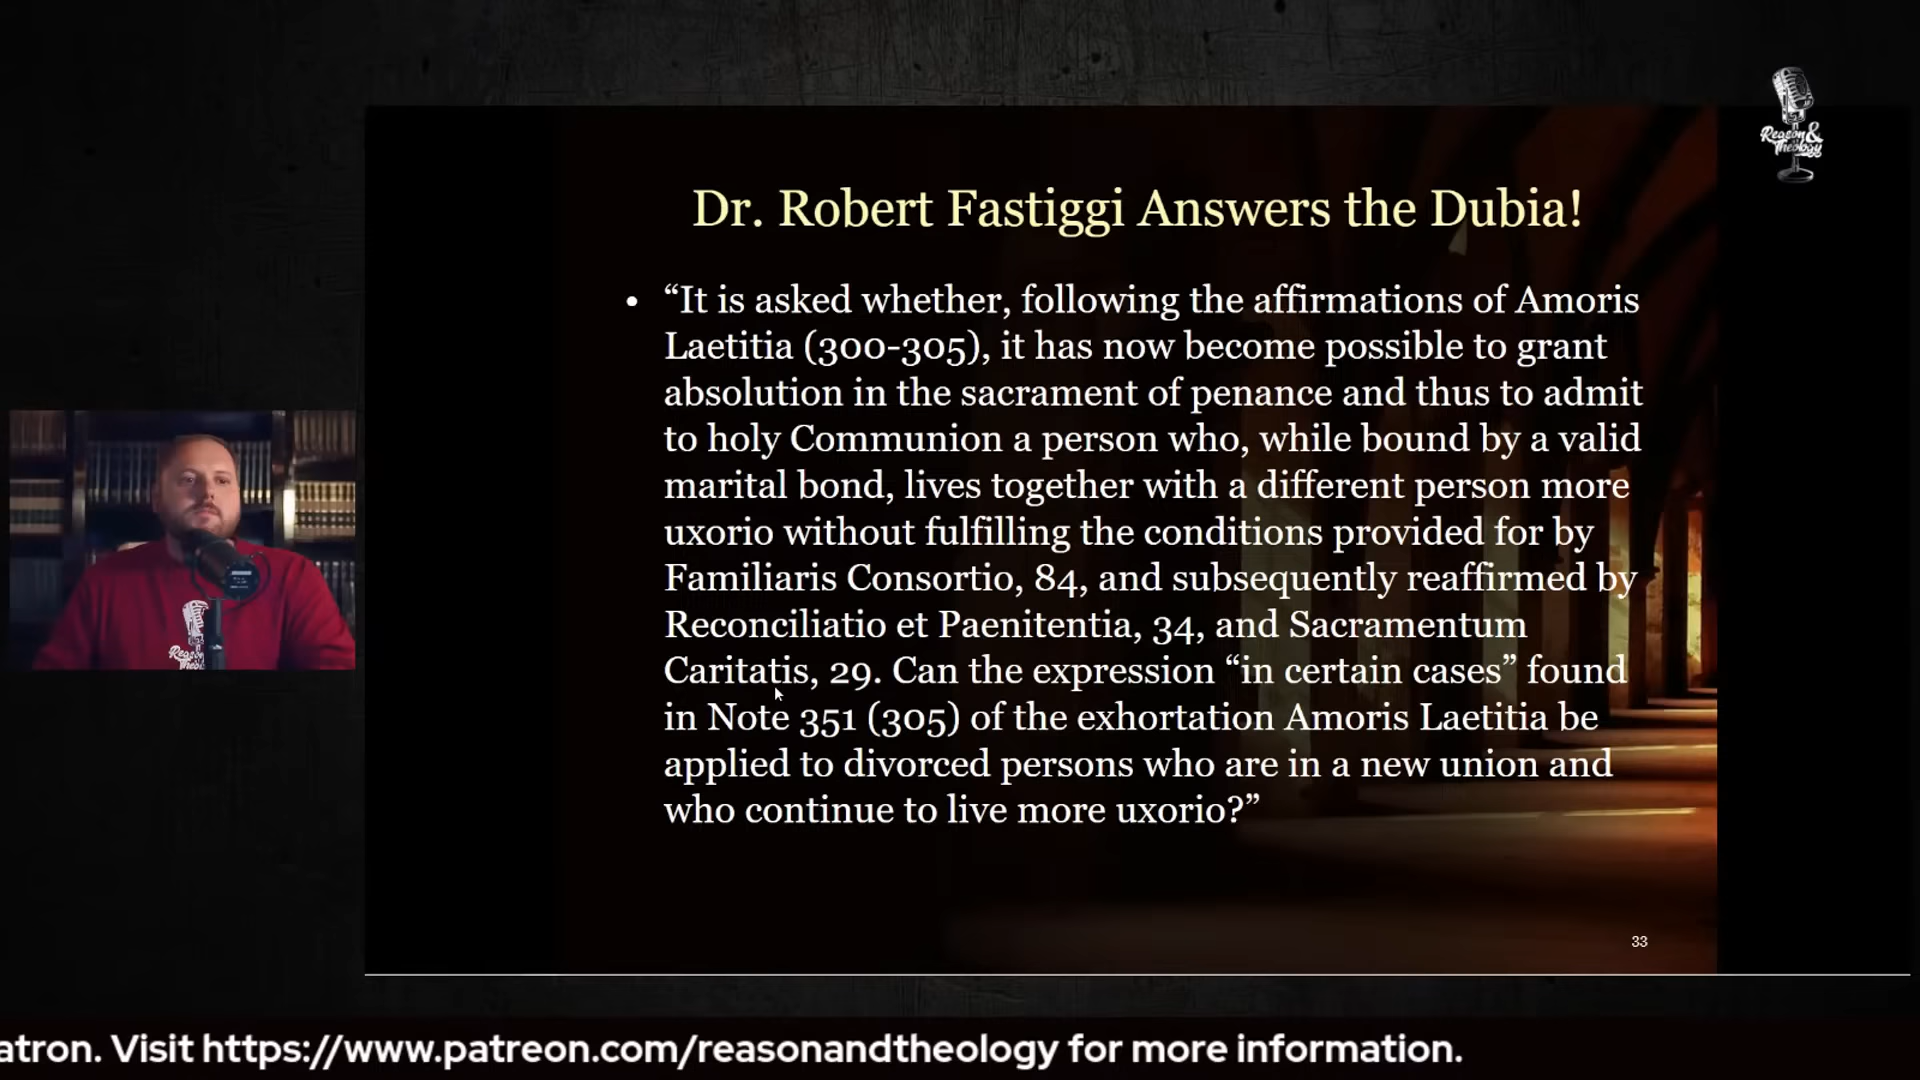 Reason &
Theology
Dr. Robert Fastiggi Answers the Dubia!
• “It is asked whether, following the affirmations of Amoris
Laetitia (300-305), it has now become possible to grant
absolution in the sacrament of penance and thus to admit
to holy Communion a person who, while bound by a valid
marital bond, lives together with a different person more
uxorio without fulfilling the conditions provided for by
Familiaris Consortio, 84, and subsequently reaffirmed by
Reconciliatio et Paenitentia, 34, and Sacramentum
Caritatis, 29. Can the expression “in certain cases” found
in Note 351 (305) of the exhortation Amoris Laetitia be
applied to divorced persons who are in a new union and
who continue to live more uxorio?”
33
atron. Visit https://www.patreon.com/reasonandtheology for more information.